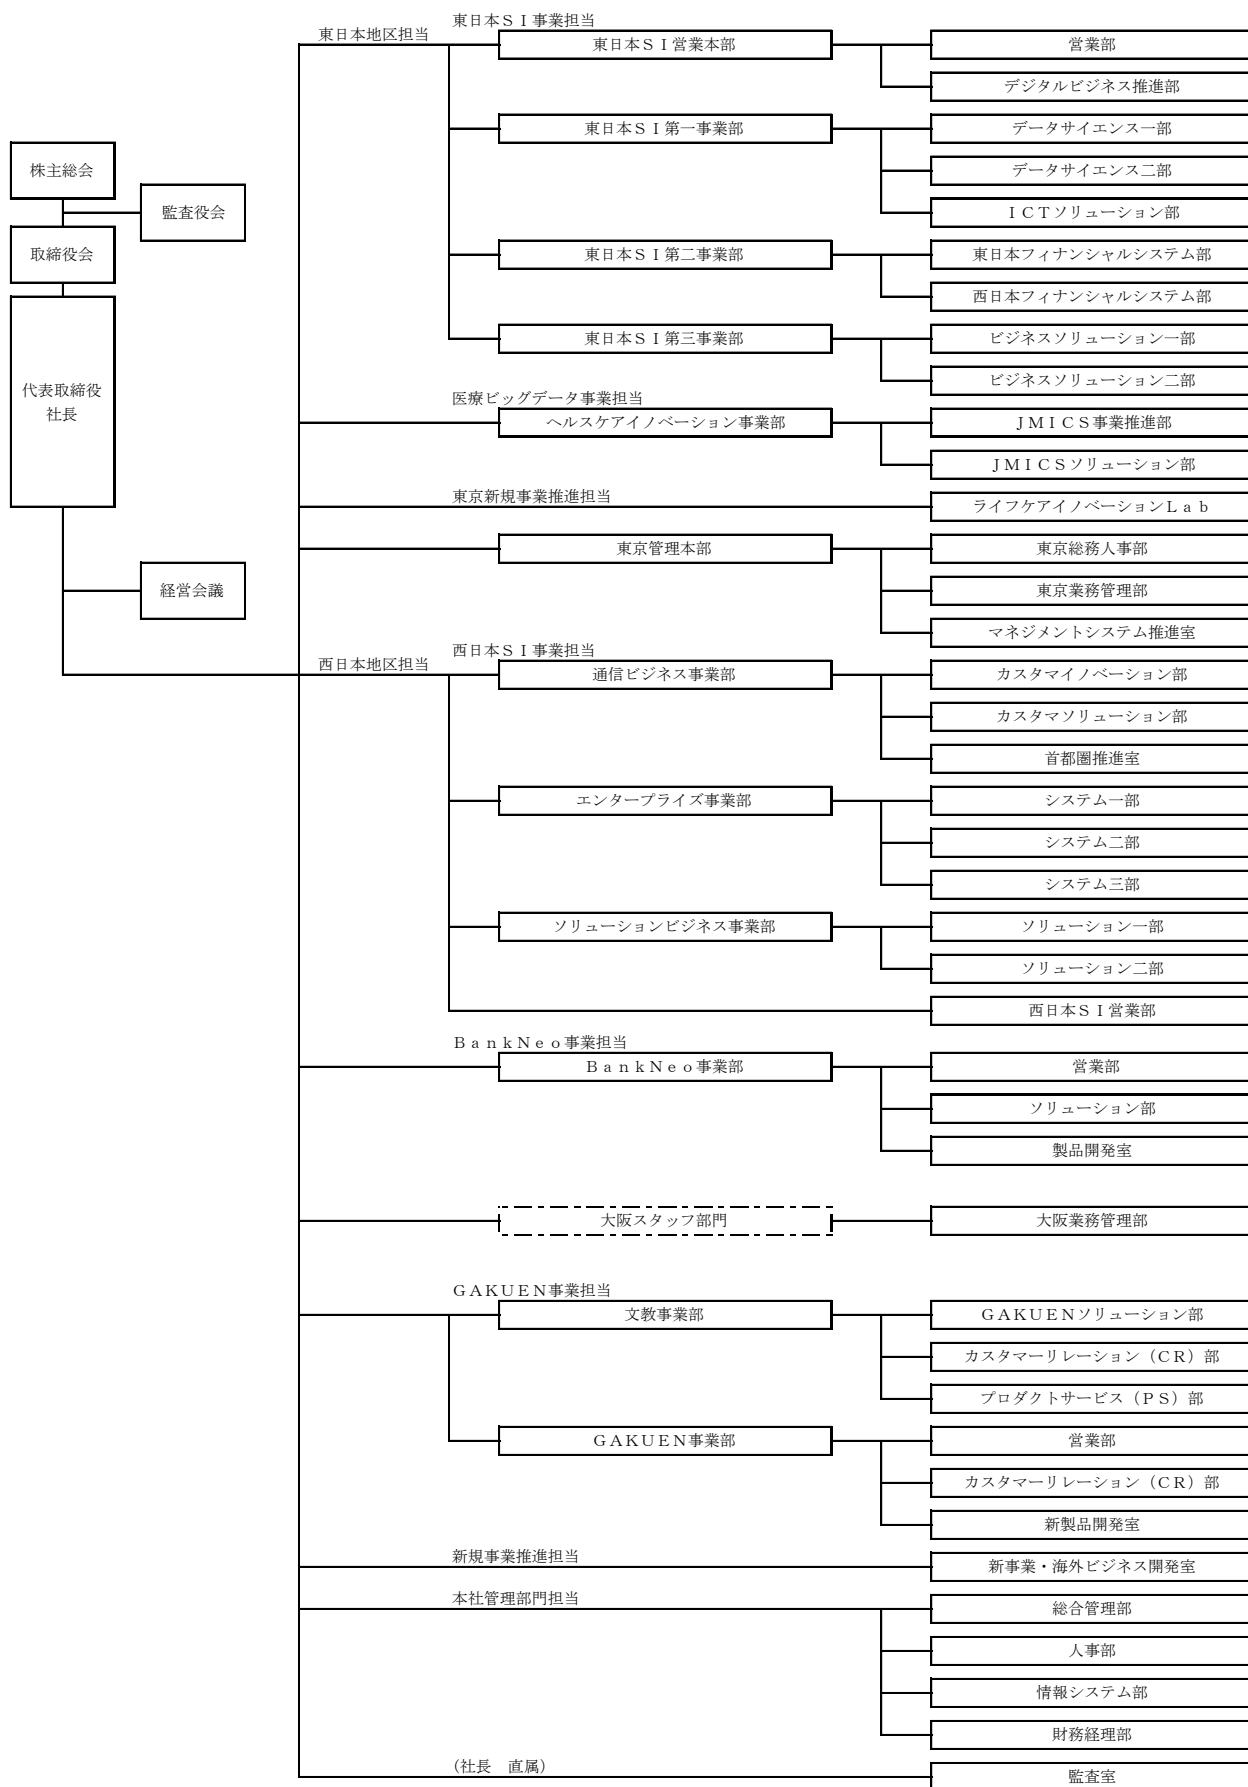 東日本ＳＩ事業担当
東日本地区担当
東日本ＳＩ営業本部
営業部
デジタルビジネス推進部
東日本ＳＩ第一事業部
データサイエンス一部
株主総会
データサイエンス二部
監査役会
ＩＣＴソリューション部
取締役会
東日本ＳＩ第二事業部
東日本フィナンシャルシステム部
西日本フィナンシャルシステム部
東日本ＳＩ第三事業部
ビジネスソリューション一部
代表取締役
社長
ビジネスソリューション二部
医療ビッグデータ事業担当
ヘルスケアイノベーション事業部
ＪＭＩＣＳ事業推進部
ＪＭＩＣＳソリューション部
東京新規事業推進担当
ライフケアイノベーションＬａｂ
東京管理本部
東京総務人事部
経営会議
東京業務管理部
マネジメントシステム推進室
西日本ＳＩ事業担当
西日本地区担当
通信ビジネス事業部
カスタマイノベーション部
カスタマソリューション部
首都圏推進室
エンタープライズ事業部
システム一部
システム二部
システム三部
ソリューションビジネス事業部
ソリューション一部
ソリューション二部
西日本ＳＩ営業部
ＢａｎｋＮｅｏ事業担当
ＢａｎｋＮｅｏ事業部
営業部
ソリューション部
製品開発室
大阪スタッフ部門
大阪業務管理部
ＧＡＫＵＥＮ事業担当
文教事業部
ＧＡＫＵＥＮソリューション部
カスタマーリレーション（ＣＲ）部
プロダクトサービス（ＰＳ）部
ＧＡＫＵＥＮ事業部
営業部
カスタマーリレーション（ＣＲ）部
新製品開発室
新規事業推進担当
新事業・海外ビジネス開発室
本社管理部門担当
総合管理部
人事部
情報システム部
財務経理部
(社長　直属)
監査室